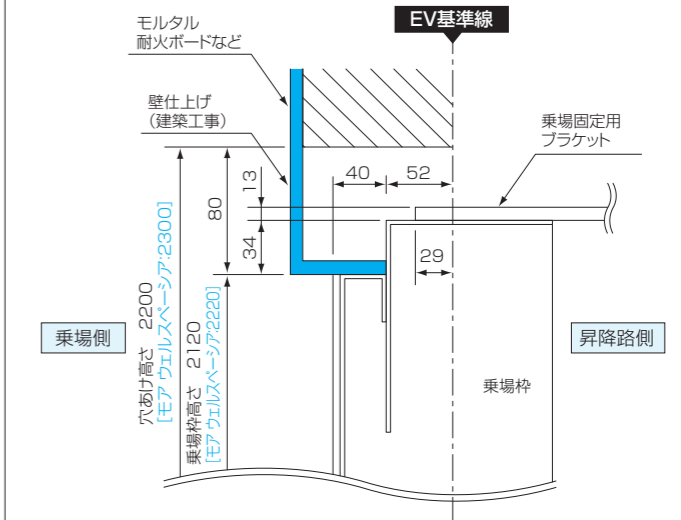 モルタル
耐火ボードなど
EV基準線
壁仕上げ
（建築工事）
乗場固定用
ブラケット
40
52
13
80
34
29
乗場側
穴あけ高さ 2200
[モア ウェルスペーシア:2300]
乗場枠高さ 2120
[モア ウェルスペーシア:2220]
昇降路側
乗場枠